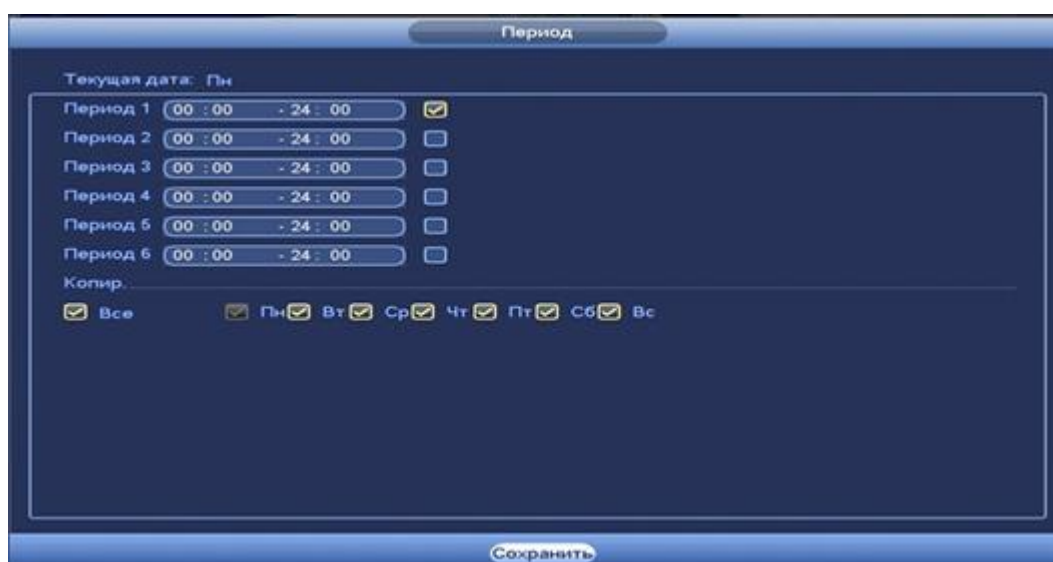 Период
Текущая дата: Пн
Период 1 00 : 00 - 24 : 00
Период 2 00 : 00 - 24 : 00
Период 3 00 : 00 - 24 : 00
Период 4 00 : 00 - 24 : 00
Период 5 00 : 00 - 24 : 00
Период 6 00 : 00 - 24 : 00
Копир.
Все Пн Вт Ср Чт Пт Сб Вс
Сохранить